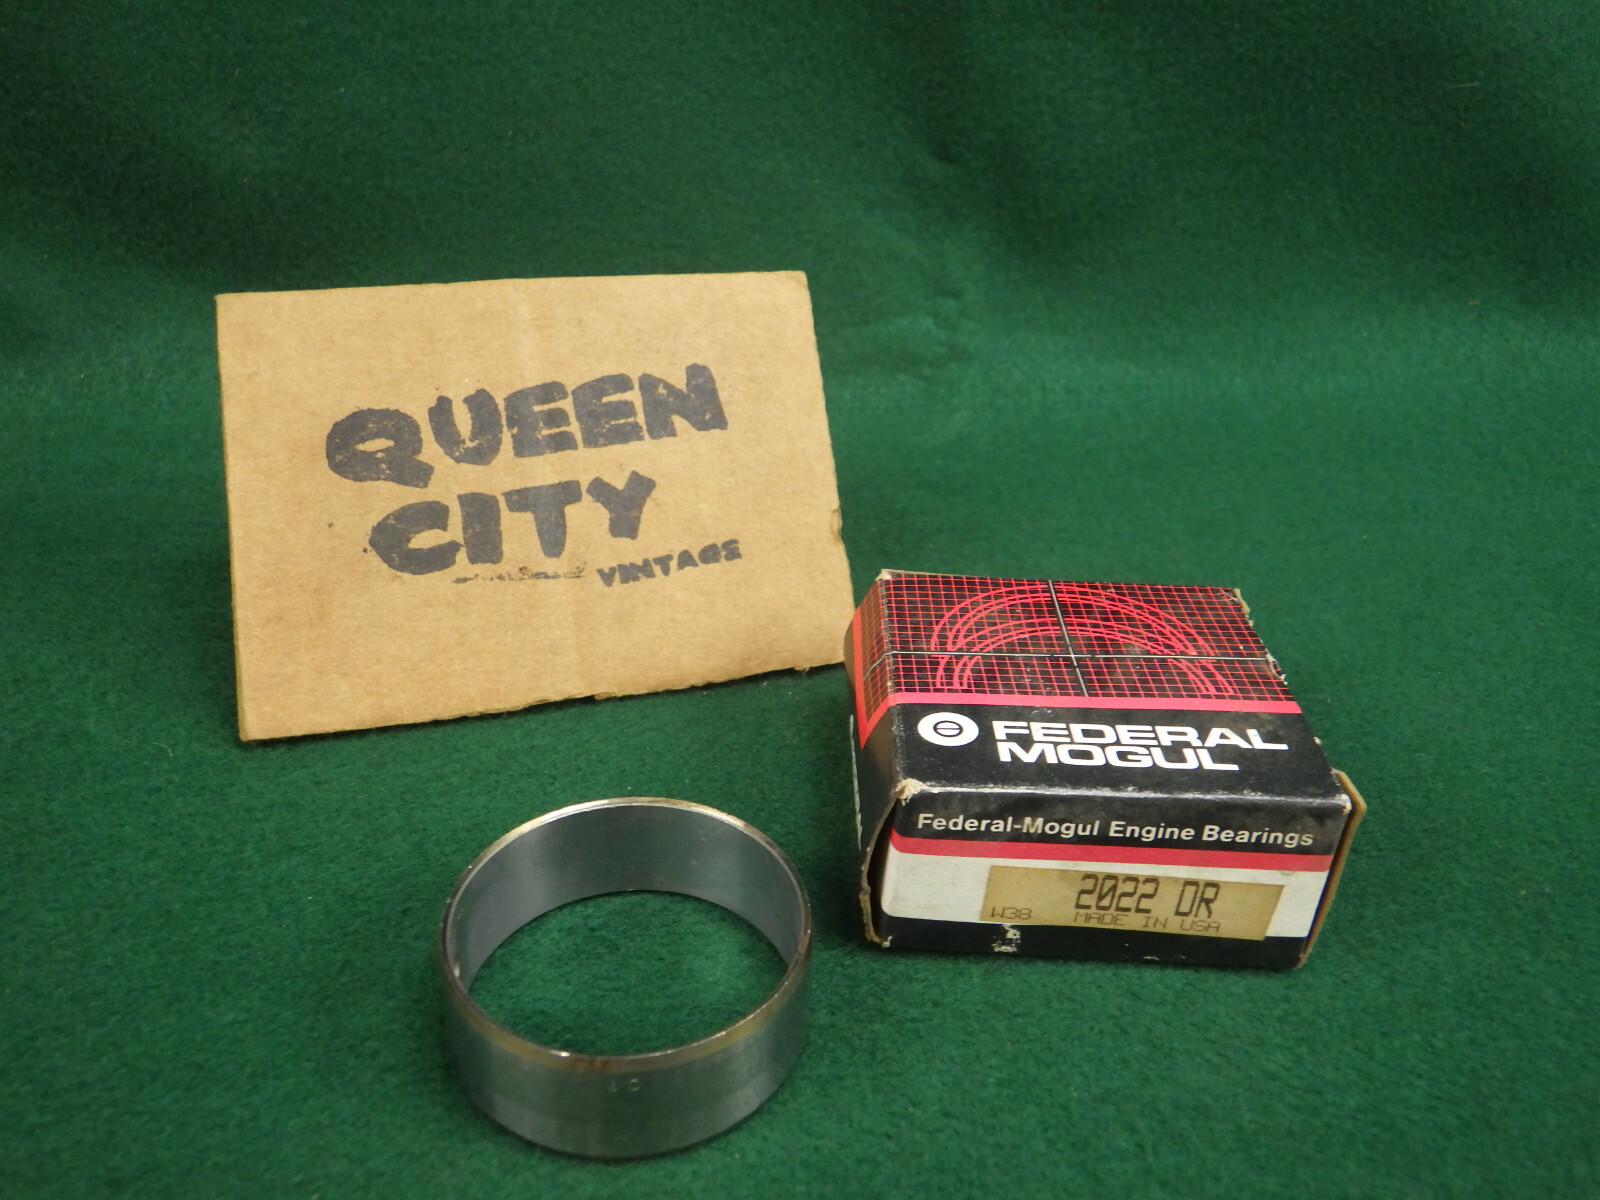 QUEEN
CITY
VINTAGE
FEDERAL
MOGUL
Federal-Mogul Engine Bearings
2022 DR
W38 MADE IN USA